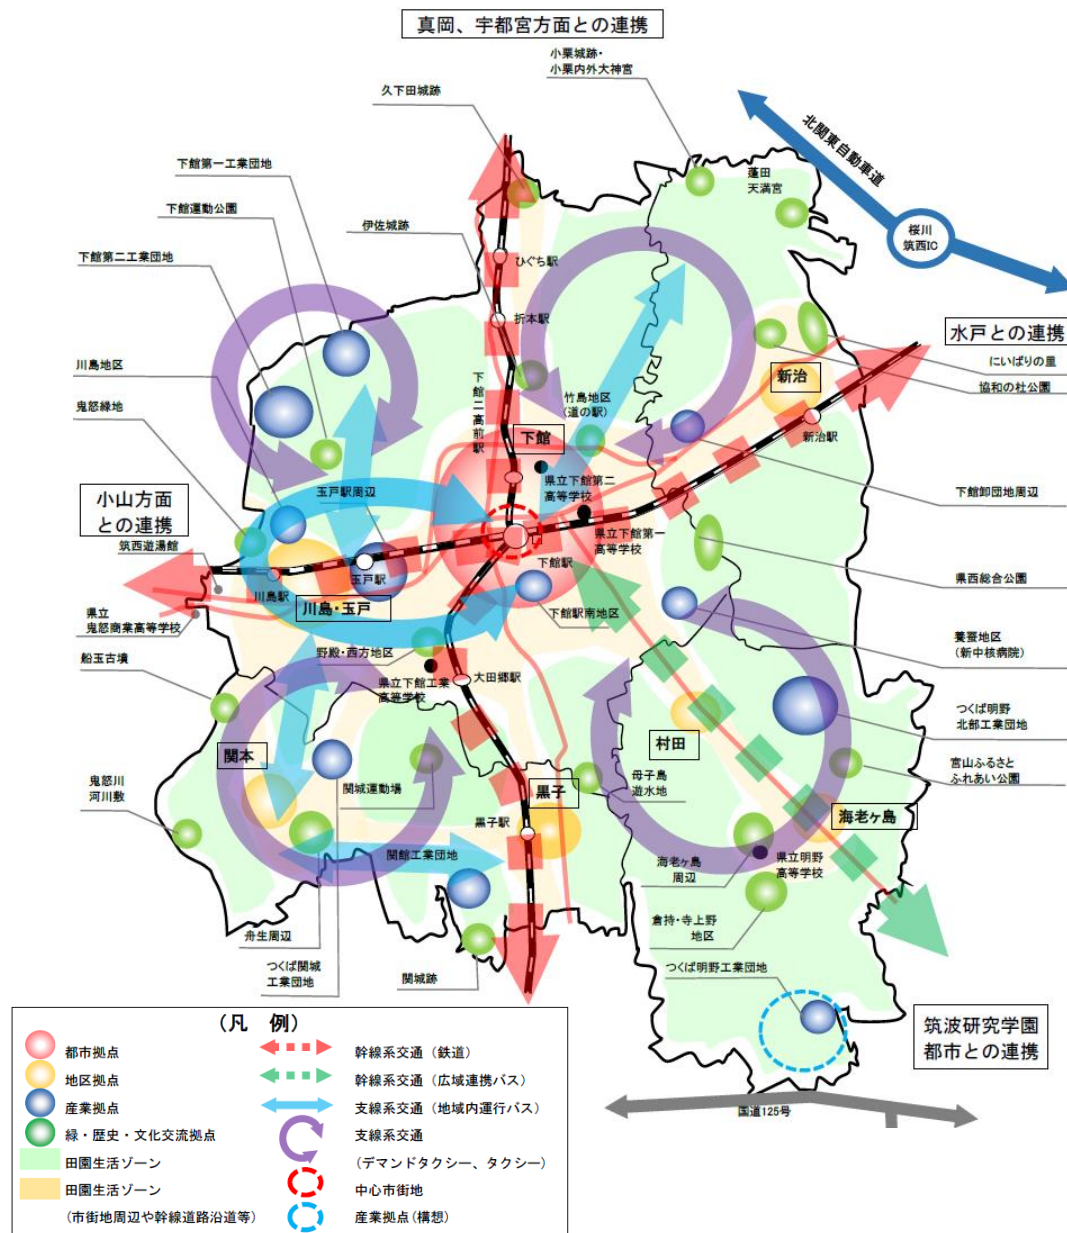 真岡、宇都宮方面との連携
小栗城跡・
小栗内外大神宮
久下田城跡
北関東自動車道
下館第一工業団地
蓬田
天満宮
下館運動公園
伊佐城跡
桜川
筑西IC
下館第二工業団地
ひぐち駅
折本駅
水戸との連携
川島地区
にいはりの里
新治
下館二高前駅
竹島地区
(道の駅)
協和の杜公園
鬼怒緑地
新治駅
下館
県立下館第二
高等学校
小山方面
との連携
玉戸駅周辺
下館卸団地周辺
県立下館第一
高等学校
筑西遊湯館
下館駅
玉戸駅
川島駅
県西総合公園
川島・玉戸
下館駅南地区
県立
鬼怒商業高等学校
野殿・西方地区
養蚕地区
(新中核病院)
船玉古墳
県立下館工業
高等学校
大田郷駅
つくば明野
北部工業団地
関本
村田
宮山ふるさと
ふれあい公園
鬼怒川
河川敷
関城運動場
母子島
遊水地
黒子
海老ヶ島
黒子駅
関館工業団地
海老ヶ島
周辺
県立明野
高等学校
倉持・寺上野
地区
舟生周辺
つくば関城
工業団地
関城跡
つくば明野工業団地
筑波研究学園
都市との連携
国道125号
(凡 例)
都市拠点
幹線系交通(鉄道)
地区拠点
幹線系交通(広域連携バス)
産業拠点
支線系交通(地域内運行バス)
緑・歴史・文化交流拠点
支線系交通
田園生活ゾーン
(デマンドタクシー、タクシー)
田園生活ゾーン
中心市街地
(市街地周辺や幹線道路沿道等)
産業拠点(構想)